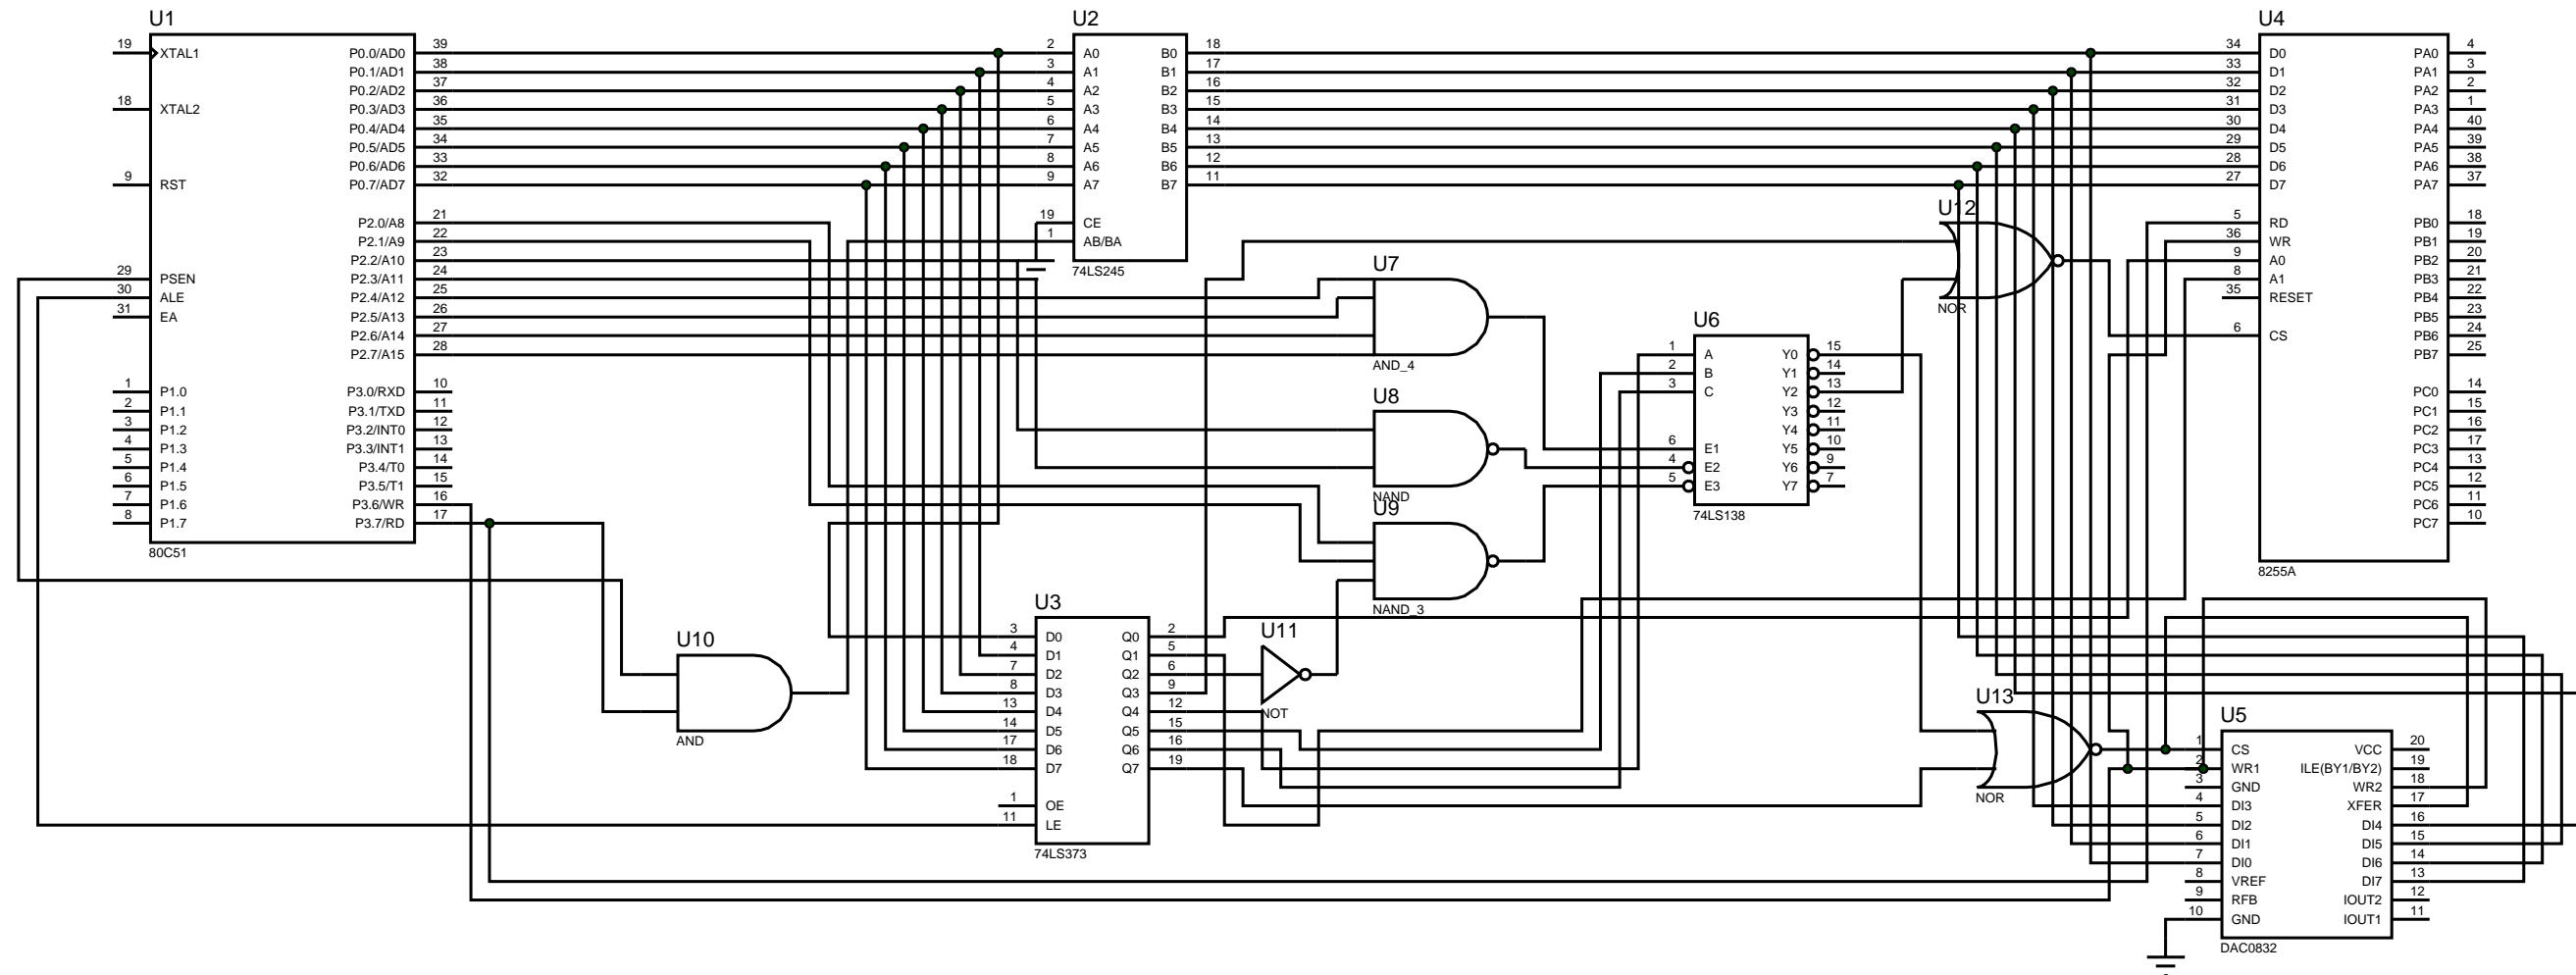 U1
19 XTAL1
18 XTAL2
9 RST
29 PSEN
30 ALE
31 EA
1 P1.0
2 P1.1
3 P1.2
4 P1.3
5 P1.4
6 P1.5
7 P1.6
8 P1.7
P0.0/AD0 39
P0.1/AD1 38
P0.2/AD2 37
P0.3/AD3 36
P0.4/AD4 35
P0.5/AD5 34
P0.6/AD6 33
P0.7/AD7 32
P2.0/A8 21
P2.1/A9 22
P2.2/A10 23
P2.3/A11 24
P2.4/A12 25
P2.5/A13 26
P2.6/A14 27
P2.7/A15 28
P3.0/RXD 10
P3.1/TXD 11
P3.2/INT0 12
P3.3/INT1 13
P3.4/T0 14
P3.5/T1 15
P3.6/WR 16
P3.7/RD 17
80C51
U2
2 A0 B0 18
3 A1 B1 17
4 A2 B2 16
5 A3 B3 15
6 A4 B4 14
7 A5 B5 13
8 A6 B6 12
9 A7 B7 11
19 CE
1 AB/BA
74LS245
U7
AND_4
U8
NAND
U9
NAND_3
U10
AND
U3
3 D0 Q0 2
4 D1 Q1 5
7 D2 Q2 6
8 D3 Q3 9
13 D4 Q4 12
14 D5 Q5 15
17 D6 Q6 16
18 D7 Q7 19
1 OE
11 LE
74LS373
U11
NOT
U6
1 A Y0 15
2 B Y1 14
3 C Y2 13
Y3 12
Y4 11
6 E1 Y5 10
4 E2 Y6 9
5 E3 Y7 7
74LS138
U12
NOR
U13
NOR
U4
34 D0 PA0 4
33 D1 PA1 3
32 D2 PA2 2
31 D3 PA3 1
30 D4 PA4 40
29 D5 PA5 39
28 D6 PA6 38
27 D7 PA7 37
5 RD PB0 18
36 WR PB1 19
9 A0 PB2 20
8 A1 PB3 21
35 RESET PB4 22
PB5 23
6 CS PB6 24
PB7 25
PC0 14
PC1 15
PC2 16
PC3 17
PC4 13
PC5 12
PC6 11
PC7 10
8255A
U5
1 CS VCC 20
2 WR1 ILE(BY1/BY2) 19
3 GND WR2 18
4 DI3 XFER 17
5 DI2 DI4 16
6 DI1 DI5 15
7 DI0 DI6 14
8 VREF DI7 13
9 RFB IOUT2 12
10 GND IOUT1 11
DAC0832